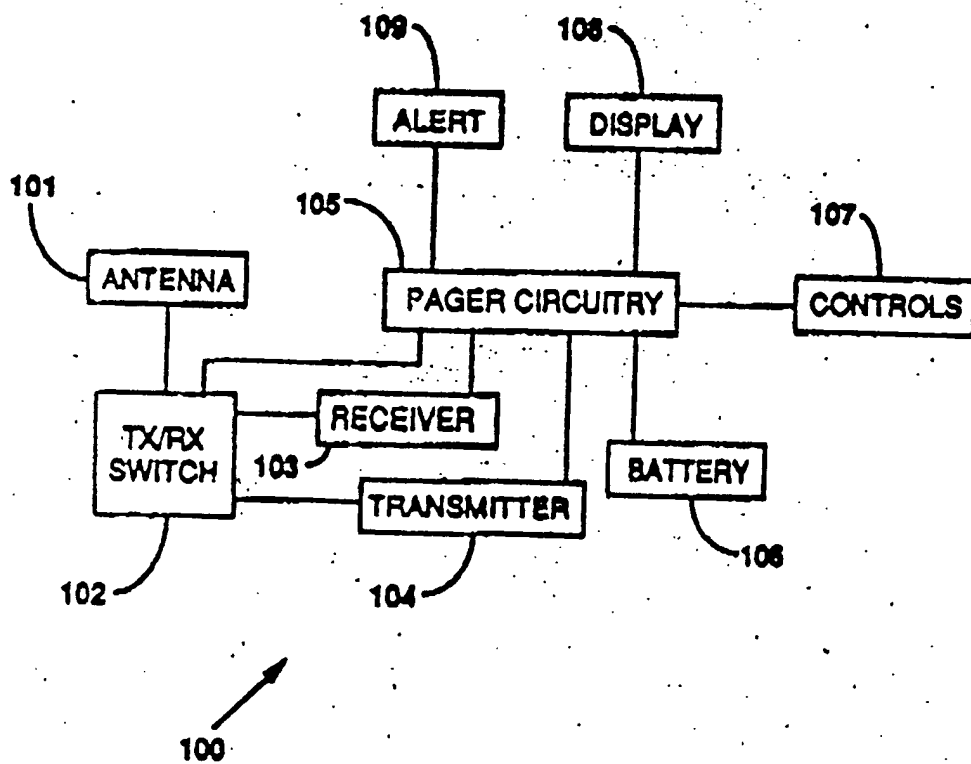 109
108
ALERT
DISPLAY
101
105
107
ANTENNA
PAGER CIRCUITRY
CONTROLS
TX/RX
SWITCH
RECEIVER
103
BATTERY
TRANSMITTER
106
102
104
100